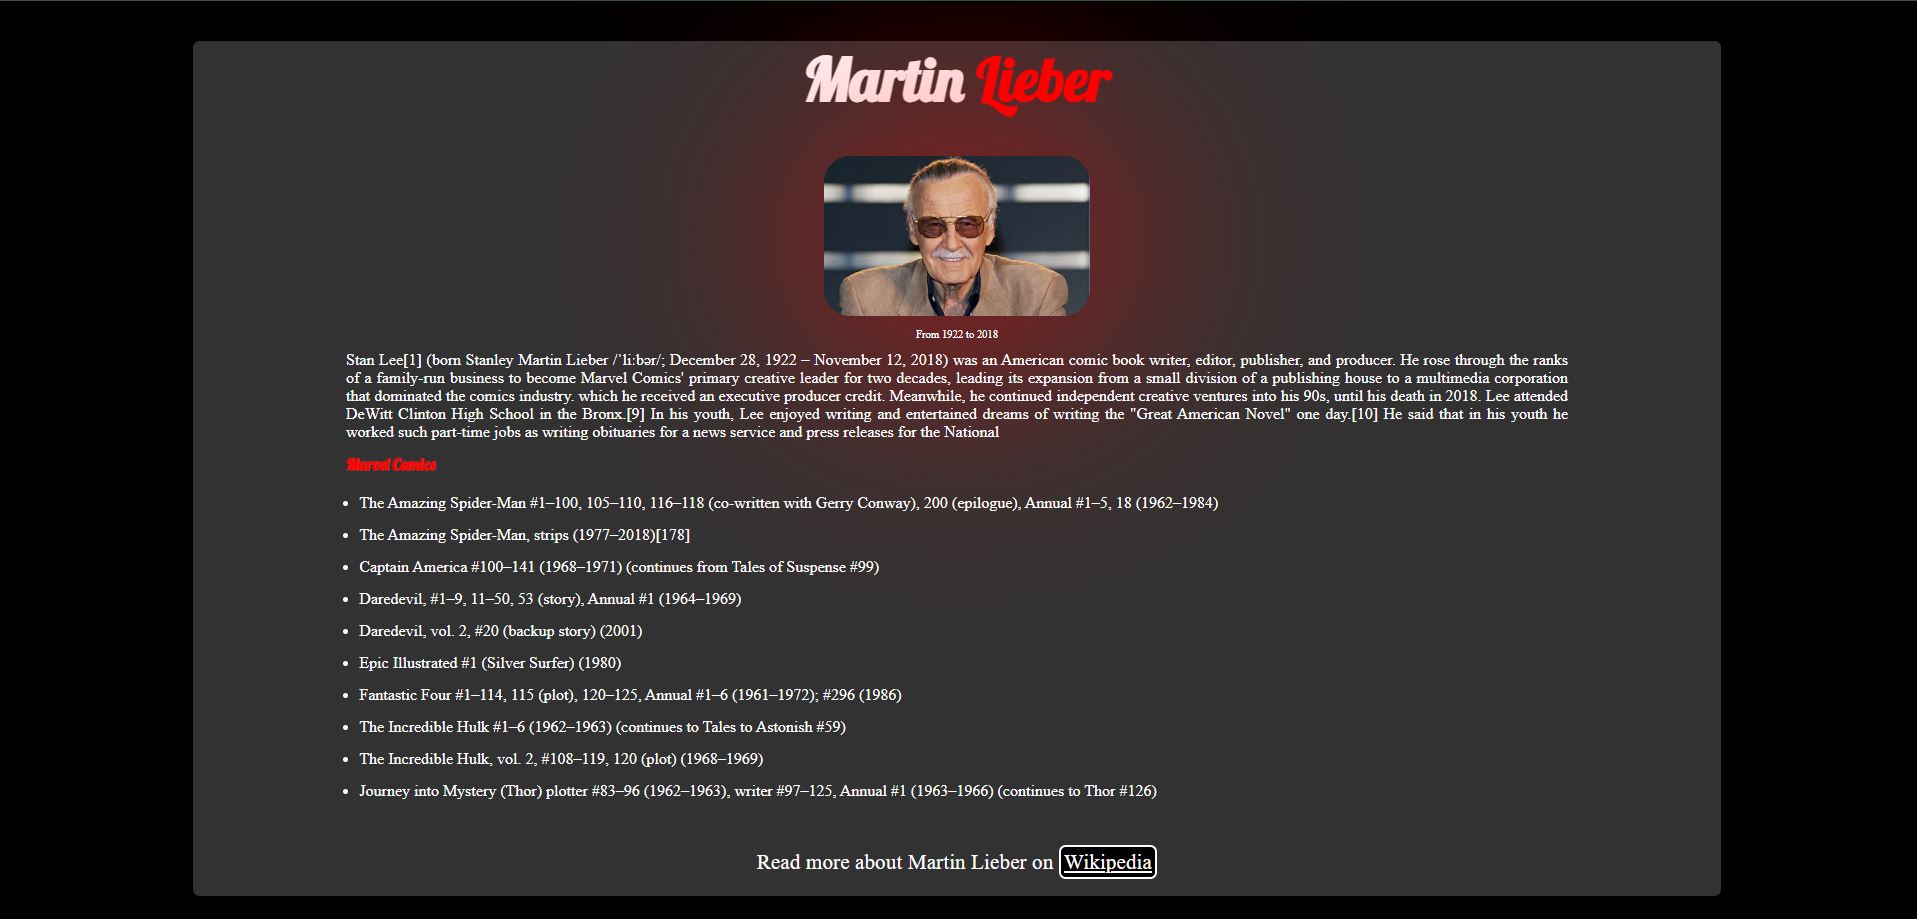 Martin Lieber
From 1922 to 2018
Stan Lee[1] (born Stanley Martin Lieber /ˈliːbər/; December 28, 1922 – November 12, 2018) was an American comic book writer, editor, publisher, and producer. He rose through the ranks
of a family-run business to become Marvel Comics' primary creative leader for two decades, leading its expansion from a small division of a publishing house to a multimedia corporation
that dominated the comics industry. which he received an executive producer credit. Meanwhile, he continued independent creative ventures into his 90s, until his death in 2018. Lee attended
DeWitt Clinton High School in the Bronx.[9] In his youth, Lee enjoyed writing and entertained dreams of writing the "Great American Novel" one day.[10] He said that in his youth he
worked such part-time jobs as writing obituaries for a news service and press releases for the National
Marvel Comics
• The Amazing Spider-Man #1–100, 105–110, 116–118 (co-written with Gerry Conway), 200 (epilogue), Annual #1–5, 18 (1962–1984)
• The Amazing Spider-Man, strips (1977–2018)[178]
• Captain America #100–141 (1968–1971) (continues from Tales of Suspense #99)
• Daredevil, #1–9, 11–50, 53 (story), Annual #1 (1964–1969)
• Daredevil, vol. 2, #20 (backup story) (2001)
• Epic Illustrated #1 (Silver Surfer) (1980)
• Fantastic Four #1–114, 115 (plot), 120–125, Annual #1–6 (1961–1972); #296 (1986)
• The Incredible Hulk #1–6 (1962–1963) (continues to Tales to Astonish #59)
• The Incredible Hulk, vol. 2, #108–119, 120 (plot) (1968–1969)
• Journey into Mystery (Thor) plotter #83–96 (1962–1963), writer #97–125, Annual #1 (1963–1966) (continues to Thor #126)
Read more about Martin Lieber on Wikipedia